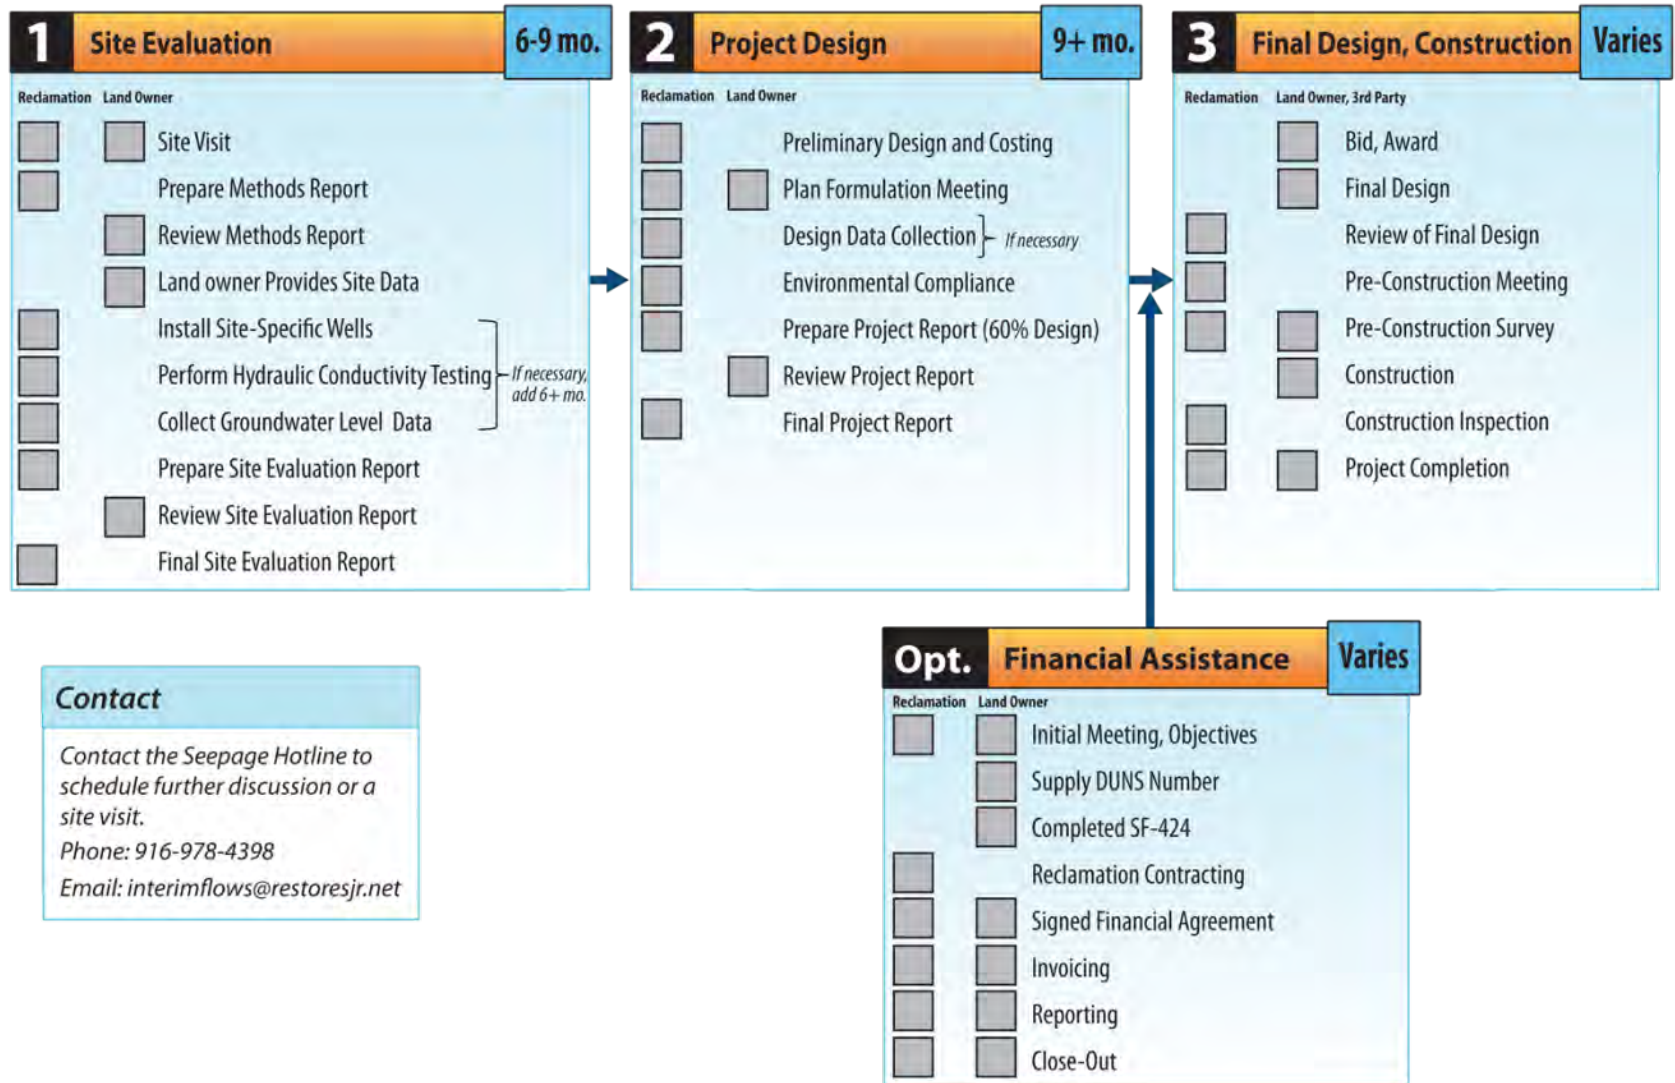 1 Site Evaluation 6-9 mo.
Reclamation Land Owner
Site Visit
Prepare Methods Report
Review Methods Report
Land owner Provides Site Data
Install Site-Specific Wells
Perform Hydraulic Conductivity Testing
Collect Groundwater Level Data
If necessary,
add 6+ mo.
Prepare Site Evaluation Report
Review Site Evaluation Report
Final Site Evaluation Report
2 Project Design 9+ mo.
Reclamation Land Owner
Preliminary Design and Costing
Plan Formulation Meeting
Design Data Collection If necessary
Environmental Compliance
Prepare Project Report (60% Design)
Review Project Report
Final Project Report
3 Final Design, Construction Varies
Reclamation Land Owner, 3rd Party
Bid, Award
Final Design
Review of Final Design
Pre-Construction Meeting
Pre-Construction Survey
Construction
Construction Inspection
Project Completion
Contact
Contact the Seepage Hotline to
schedule further discussion or a
site visit.
Phone: 916-978-4398
Email: interimflows@restoresjr.net
Opt. Financial Assistance Varies
Reclamation Land Owner
Initial Meeting, Objectives
Supply DUNS Number
Completed SF-424
Reclamation Contracting
Signed Financial Agreement
Invoicing
Reporting
Close-Out